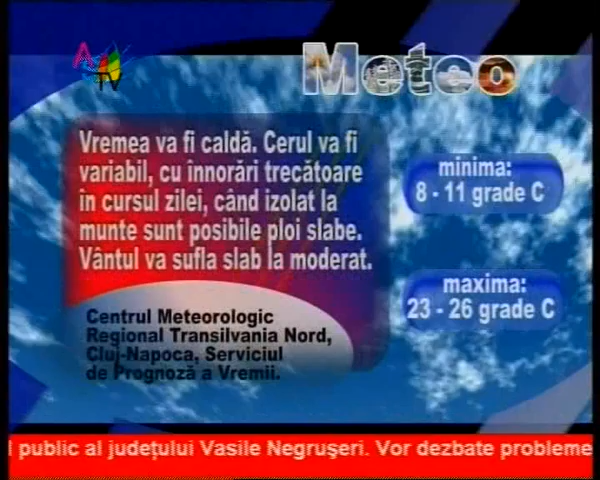 A
TV
Meteo
Vremea va fi caldă. Cerul va fi
variabil, cu înnorări trecătoare
in cursul zilei, când izolat la
munte sunt posibile ploi slabe.
Vântul va sufla slab la moderat.
minima:
8 - 11 grade C
maxima:
23 - 26 grade C
Centrul Meteorologic
Regional Transilvania Nord,
Cluj-Napoca, Serviciul
de Prognoză a Vremii.
l public al județului Vasile Negrușeri. Vor dezbate probleme